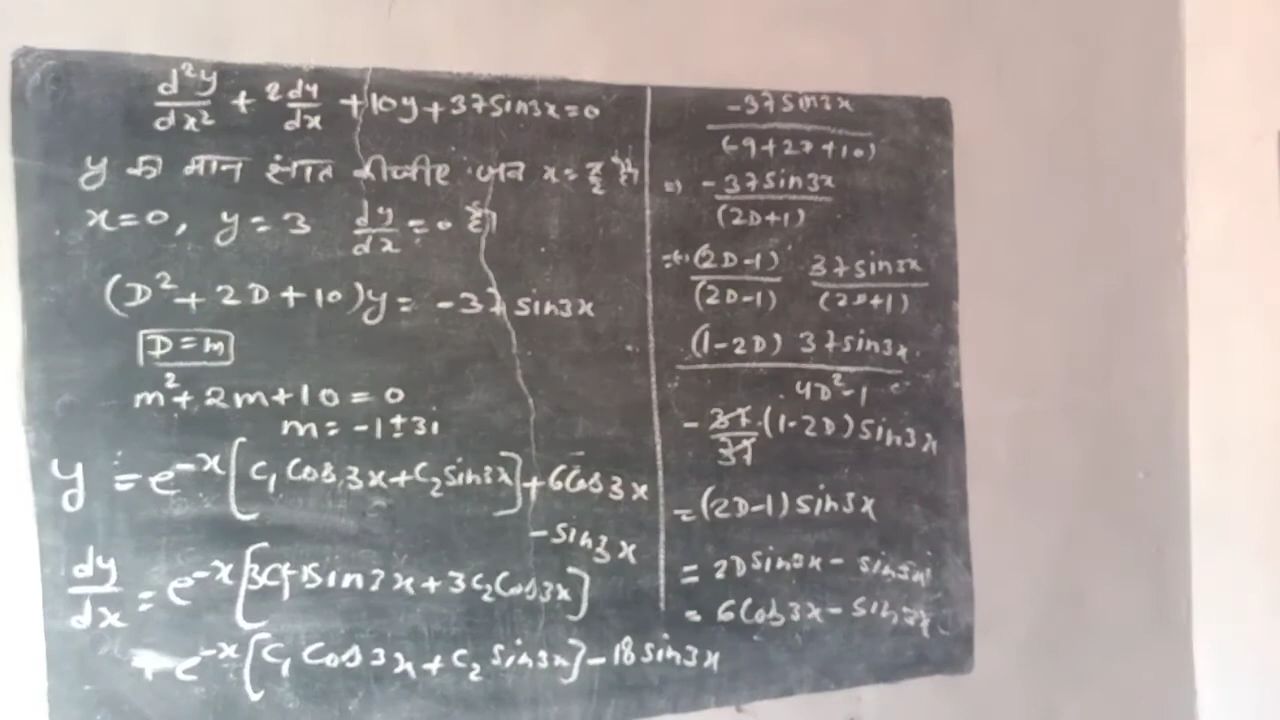 d²y/dx² + 2 dy/dx + 10y + 37 sin3x = 0
y का मान ज्ञात कीजीए जब x = π/2 हो
x = 0, y = 3 dy/dx = 0 हो
(D² + 2D + 10)y = -37 sin3x
D = m
m² + 2m + 10 = 0
m = -1 ± 3i
y = e^-x [C₁ Cos 3x + C₂ sin3x] + 6Cos3x
- sin3x
dy/dx = e^-x [ sin3x + 3C₂Cos3x]
e^-x [C₁ Cos3x + C₂ sin3x] - 18 sin3x
-37 sin3x / (-9 + 2D + 10)
=> -37 sin3x / (2D+1)
(2D-1)/(2D-1) 37 sin3x/(2D+1)
(1-2D) 37 sin3x / 4D²-1
- 37/37 (1-2D) sin3x
= (2D-1) sin3x
= 2D sin3x - sin3x
= 6Cos3x - sin3x